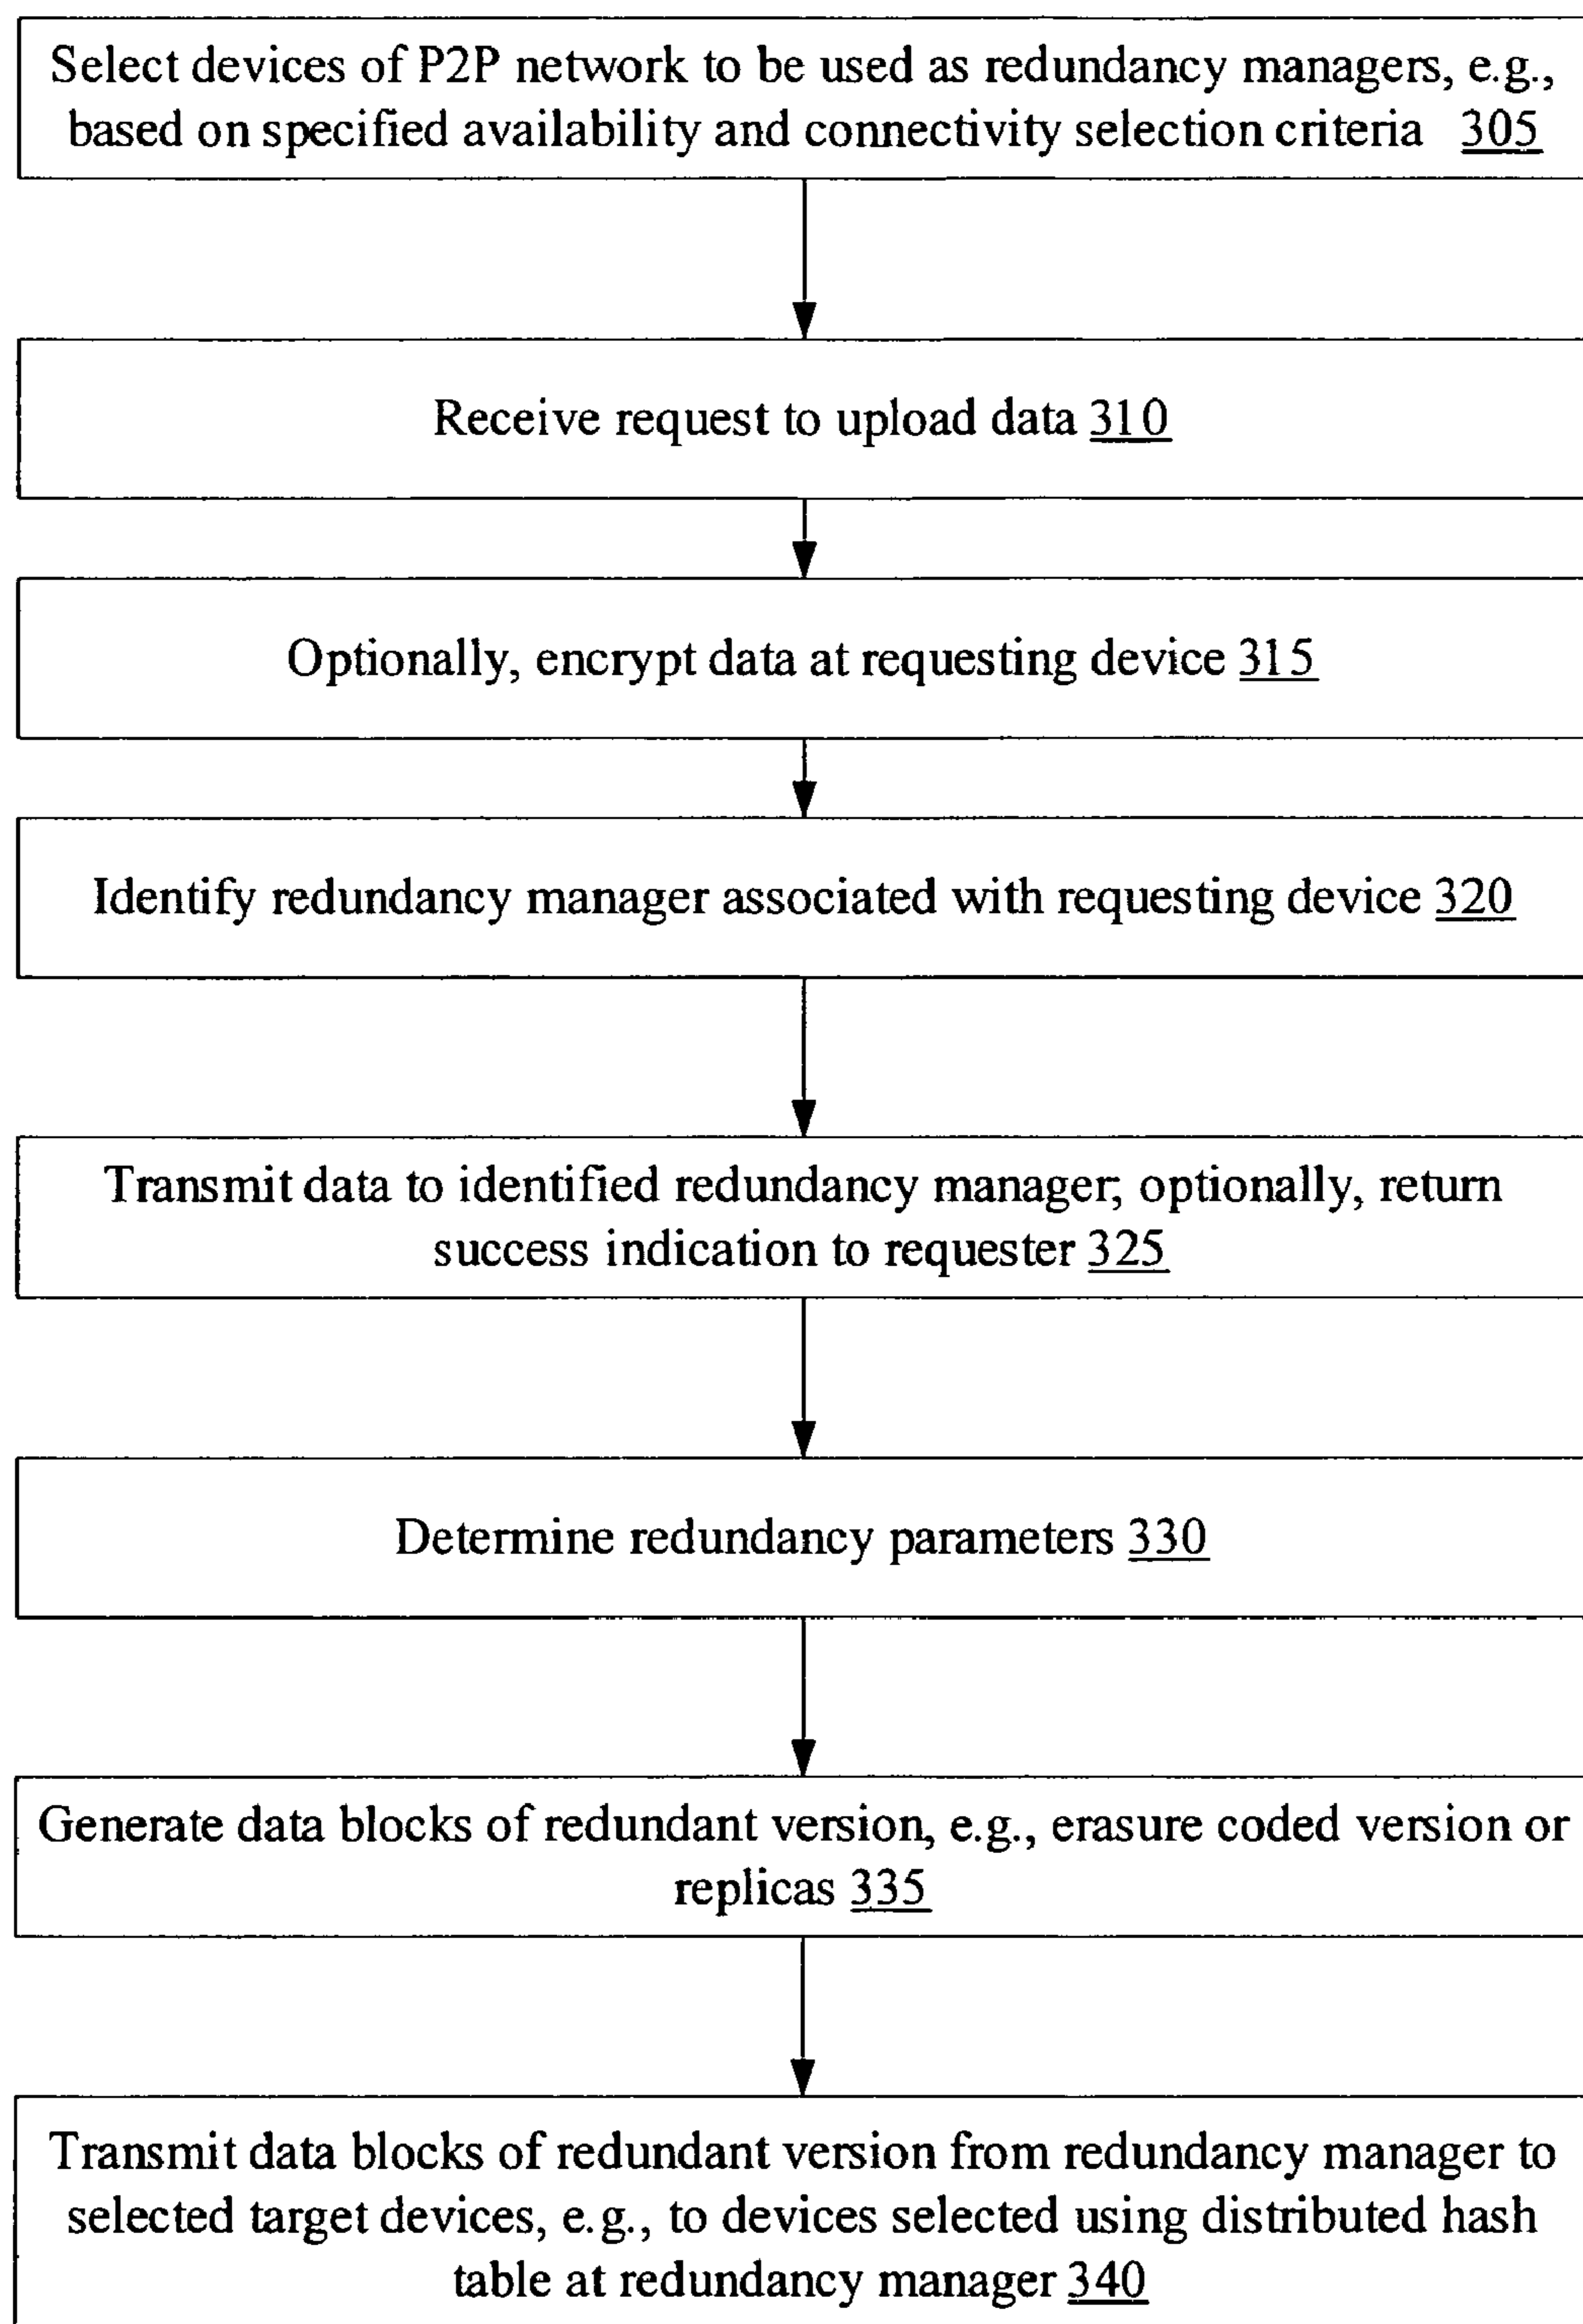 Select devices of P2P network to be used as redundancy managers, e.g.,
based on specified availability and connectivity selection criteria 305
Receive request to upload data 310
Optionally, encrypt data at requesting device 315
Identify redundancy manager associated with requesting device 320
Transmit data to identified redundancy manager; optionally, return
success indication to requester 325
Determine redundancy parameters 330
Generate data blocks of redundant version, e.g., erasure coded version or
replicas 335
Transmit data blocks of redundant version from redundancy manager to
selected target devices, e.g., to devices selected using distributed hash
table at redundancy manager 340